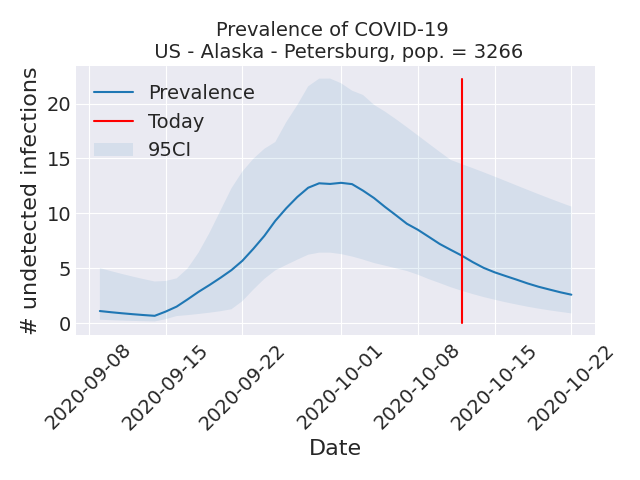 Prevalence of COVID-19
US - Alaska - Petersburg, pop. = 3266
# undetected infections
20
15
10
5
0
Prevalence
Today
95CI
2020-09-08
2020-09-15
2020-09-22
2020-10-01
2020-10-08
2020-10-15
2020-10-22
Date